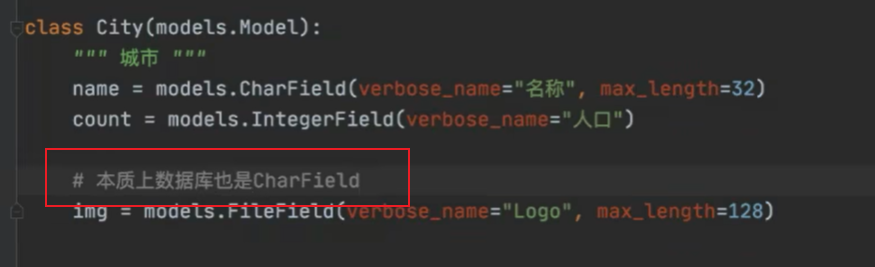 class City(models.Model):
""" 城市 """
name = models.CharField(verbose_name="名称", max_length=32)
count = models.IntegerField(verbose_name="人口")
# 本质上数据库也是CharField
img = models.FileField(verbose_name="Logo", max_length=128)